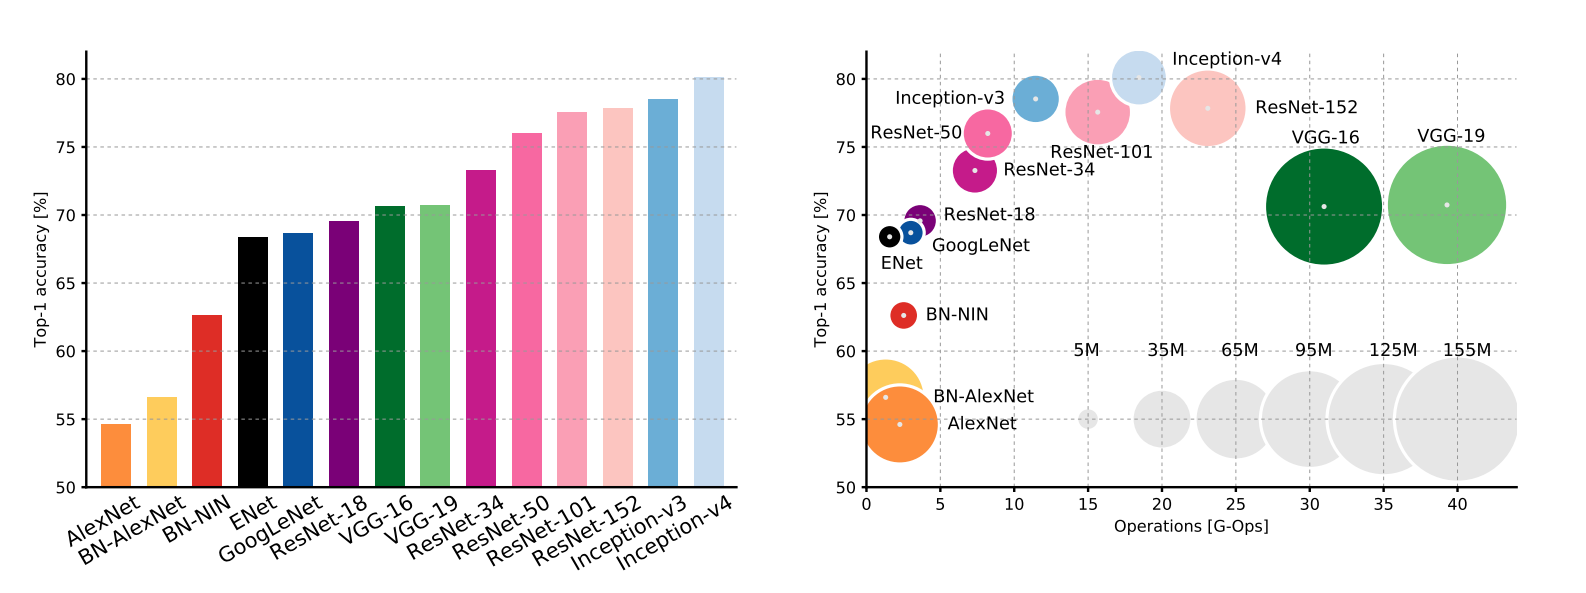 80
75
70
65
60
55
50
Top-1 accuracy [%]
AlexNet
BN-AlexNet
BN-NIN
ENet
GoogLeNet
ResNet-18
VGG-16
VGG-19
ResNet-34
ResNet-50
ResNet-101
ResNet-152
Inception-v3
Inception-v4
80
75
70
65
60
55
50
Top-1 accuracy [%]
Inception-v4
Inception-v3
ResNet-152
ResNet-50
VGG-16
VGG-19
ResNet-101
ResNet-34
ResNet-18
GoogLeNet
ENet
BN-NIN
5M 35M 65M 95M 125M 155M
BN-AlexNet
AlexNet
0 5 10 15 20 25 30 35 40
Operations [G-Ops]